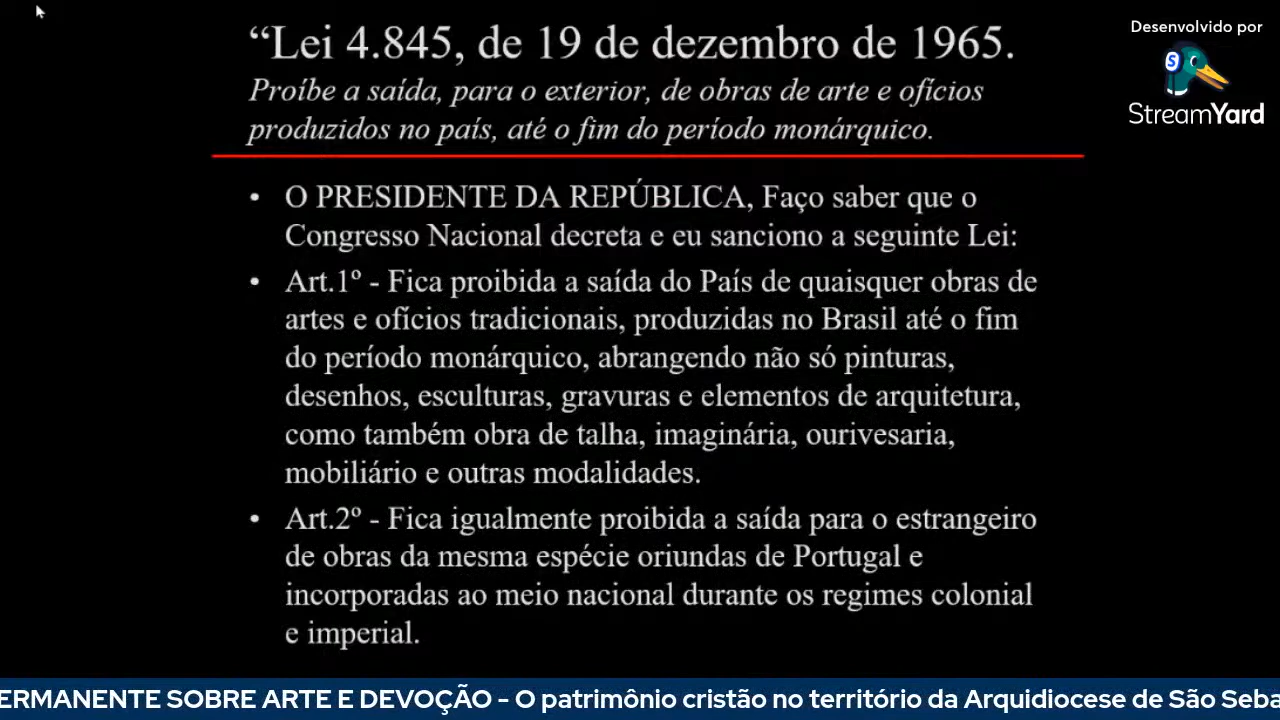 Desenvolvido por
StreamYard
“Lei 4.845, de 19 de dezembro de 1965.
Proíbe a saída, para o exterior, de obras de arte e ofícios
produzidos no país, até o fim do período monárquico.
• O PRESIDENTE DA REPÚBLICA, Faço saber que o
Congresso Nacional decreta e eu sanciono a seguinte Lei:
• Art.1º - Fica proibida a saída do País de quaisquer obras de
artes e ofícios tradicionais, produzidas no Brasil até o fim
do período monárquico, abrangendo não só pinturas,
desenhos, esculturas, gravuras e elementos de arquitetura,
como também obra de talha, imaginária, ourivesaria,
mobiliário e outras modalidades.
• Art.2º - Fica igualmente proibida a saída para o estrangeiro
de obras da mesma espécie oriundas de Portugal e
incorporadas ao meio nacional durante os regimes colonial
e imperial.
ERMANENTE SOBRE ARTE E DEVOÇÃO - O patrimônio cristão no território da Arquidiocese de São Seba